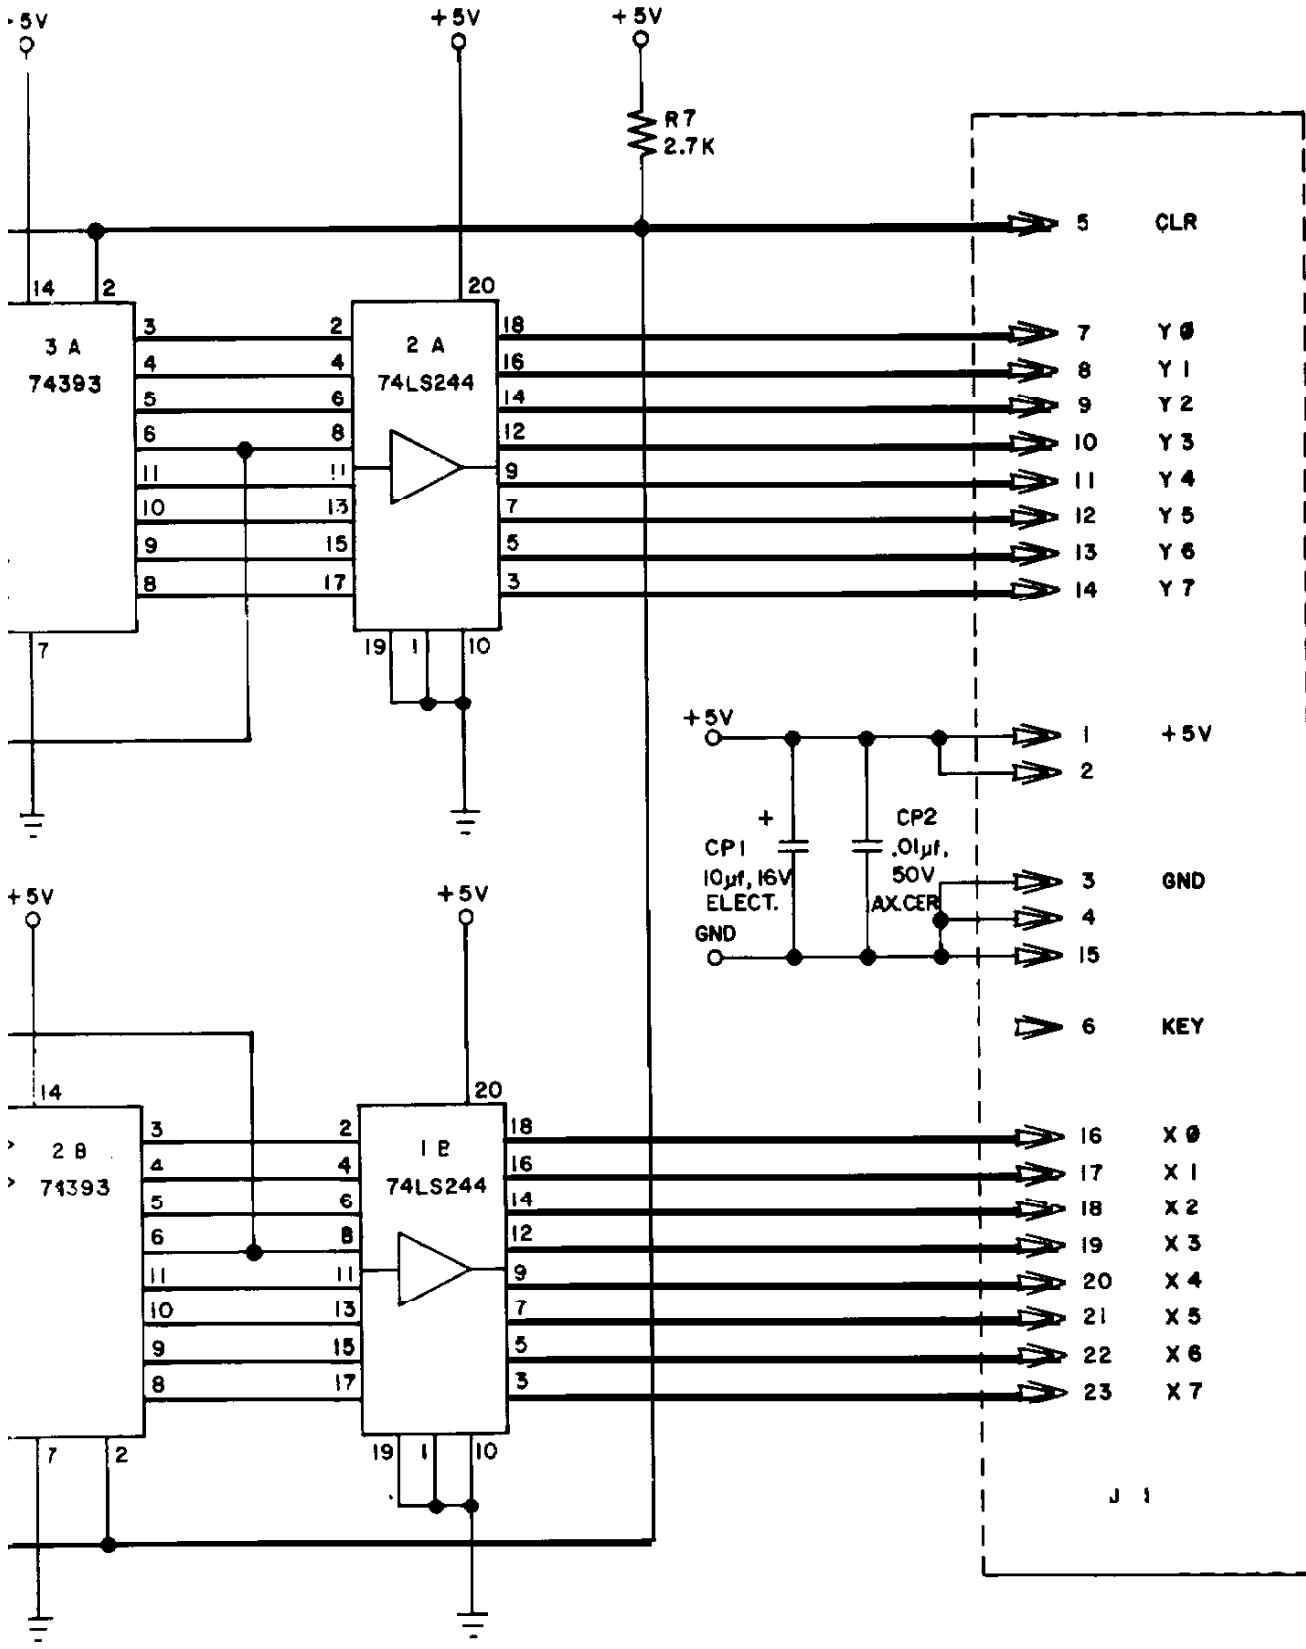 +5V
+5V
+5V
R7
2.7K
5 CLR
14 2
20
3 A
74393
3
4
5
6
11
10
9
8
2
4
6
8
11
13
15
17
2 A
74LS244
18
16
14
12
9
7
5
3
7 Y Ø
8 Y 1
9 Y 2
10 Y 3
11 Y 4
12 Y 5
13 Y 6
14 Y 7
7
19 1 10
+5V
1 +5V
2
+
CP1
10µf, 16V
ELECT.
CP2
.01µf,
50V
AX.CER
GND
3 GND
4
15
6 KEY
+5V
+5V
14
20
2 B
74393
3
4
5
6
11
10
9
8
2
4
6
8
11
13
15
17
1 B
74LS244
18
16
14
12
9
7
5
3
16 X Ø
17 X 1
18 X 2
19 X 3
20 X 4
21 X 5
22 X 6
23 X 7
7 2
19 1 10
J 1